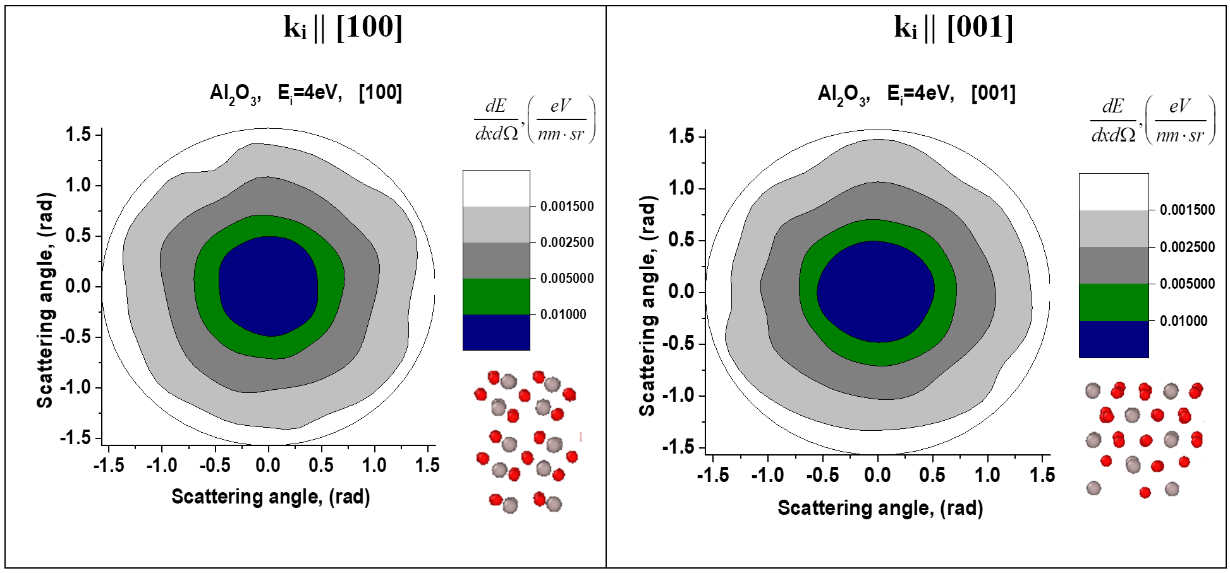 kᵢ || [100]
Al₂O₃, Eᵢ=4eV, [100]
dE/dxdΩ, (eV/nm·sr)
1.5
1.0
0.5
0.0
-0.5
-1.0
-1.5
Scattering angle, (rad)
-1.5 -1.0 -0.5 0.0 0.5 1.00 1.5
Scattering angle, (rad)
0.001500
0.002500
0.005000
0.01000
kᵢ || [001]
Al₂O₃, Eᵢ=4eV, [001]
dE/dxdΩ, (eV/nm·sr)
1.5
1.0
0.5
0.0
-0.5
-1.0
-1.5
Scattering angle, (rad)
-1.5 -1.0 -0.5 0.0 0.5 1.00 1.5
Scattering angle, (rad)
0.001500
0.002500
0.005000
0.01000